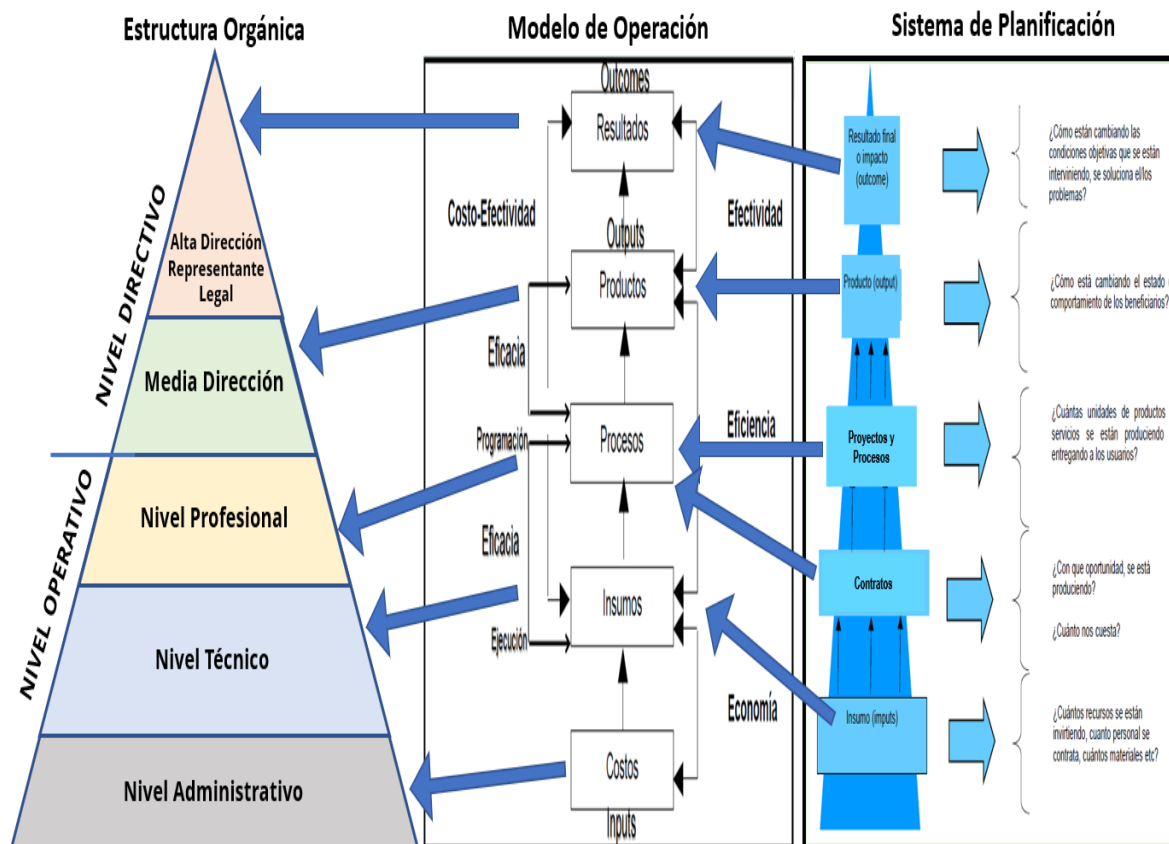 Estructura Orgánica
NIVEL DIRECTIVO
NIVEL OPERATIVO
Alta Dirección
Representante
Legal
Media Dirección
Nivel Profesional
Nivel Técnico
Nivel Administrativo
Modelo de Operación
Outcomes
Resultados
Costo-Efectividad
Efectividad
Outputs
Productos
Eficacia
Eficiencia
Programación
Procesos
Eficacia
Insumos
Ejecución
Economía
Costos
Inputs
Sistema de Planificación
Resultado final
o impacto
(outcome)
¿Cómo están cambiando las
condiciones objetivas que se están
interviniendo, se soluciona el/los
problemas?
Producto (output)
¿Cómo está cambiando el estado
comportamiento de los beneficiarios?
Proyectos y
Procesos
¿Cuántas unidades de productos
servicios se están produciendo
entregando a los usuarios?
Contratos
¿Con que oportunidad, se está
produciendo?
¿Cuánto nos cuesta?
Insumo (imputs)
¿Cuántos recursos se están
invirtiendo, cuanto personal se
contrata, cuántos materiales etc?